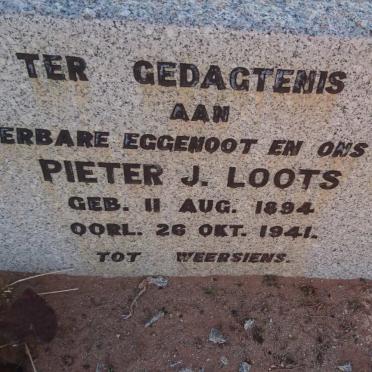 TER GEDAGTENIS
AAN
ERBARE EGGENOOT EN ONS
PIETER J. LOOTS
GEB. 11 AUG. 1894
OORL. 26 OKT. 1941.
TOT WEERSIENS.